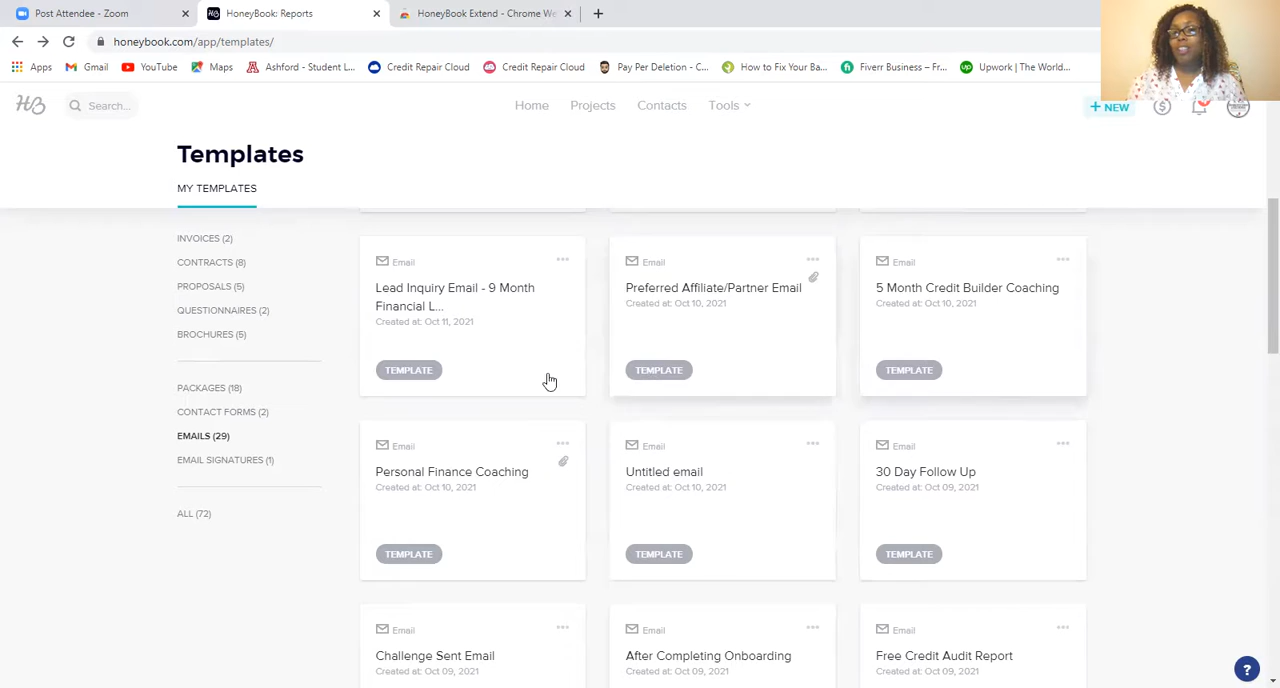 Post Attendee - Zoom
HoneyBook: Reports
HoneyBook Extend - Chrome We
honeybook.com/app/templates/
Apps
Gmail
YouTube
Maps
Ashford - Student L...
Credit Repair Cloud
Credit Repair Cloud
Pay Per Deletion - C...
How to Fix Your Ba...
Fiverr Business – Fr...
Upwork | The World...
HB
Search...
Home
Projects
Contacts
Tools
+ NEW
Templates
MY TEMPLATES
INVOICES (2)
CONTRACTS (8)
PROPOSALS (5)
QUESTIONNAIRES (2)
BROCHURES (5)
PACKAGES (18)
CONTACT FORMS (2)
EMAILS (29)
EMAIL SIGNATURES (1)
ALL (72)
Email
Lead Inquiry Email - 9 Month
Financial L...
Created at: Oct 11, 2021
TEMPLATE
Email
Preferred Affiliate/Partner Email
Created at: Oct 10, 2021
TEMPLATE
Email
5 Month Credit Builder Coaching
Created at: Oct 10, 2021
TEMPLATE
Email
Personal Finance Coaching
Created at: Oct 10, 2021
TEMPLATE
Email
Untitled email
Created at: Oct 10, 2021
TEMPLATE
Email
30 Day Follow Up
Created at: Oct 09, 2021
TEMPLATE
Email
Challenge Sent Email
Created at: Oct 09, 2021
Email
After Completing Onboarding
Created at: Oct 09, 2021
Email
Free Credit Audit Report
Created at: Oct 09, 2021
?